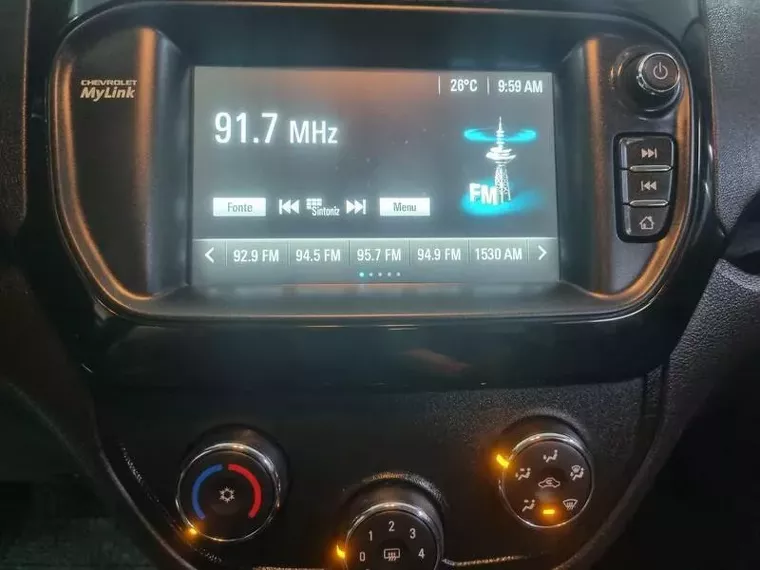 CHEVROLET
MyLink
26°C 9:59 AM
91.7 MHz
FM
Fonte Sintoniz Menu
92.9 FM 94.5 FM 95.7 FM 94.9 FM 1530 AM
0 1 2 3 4